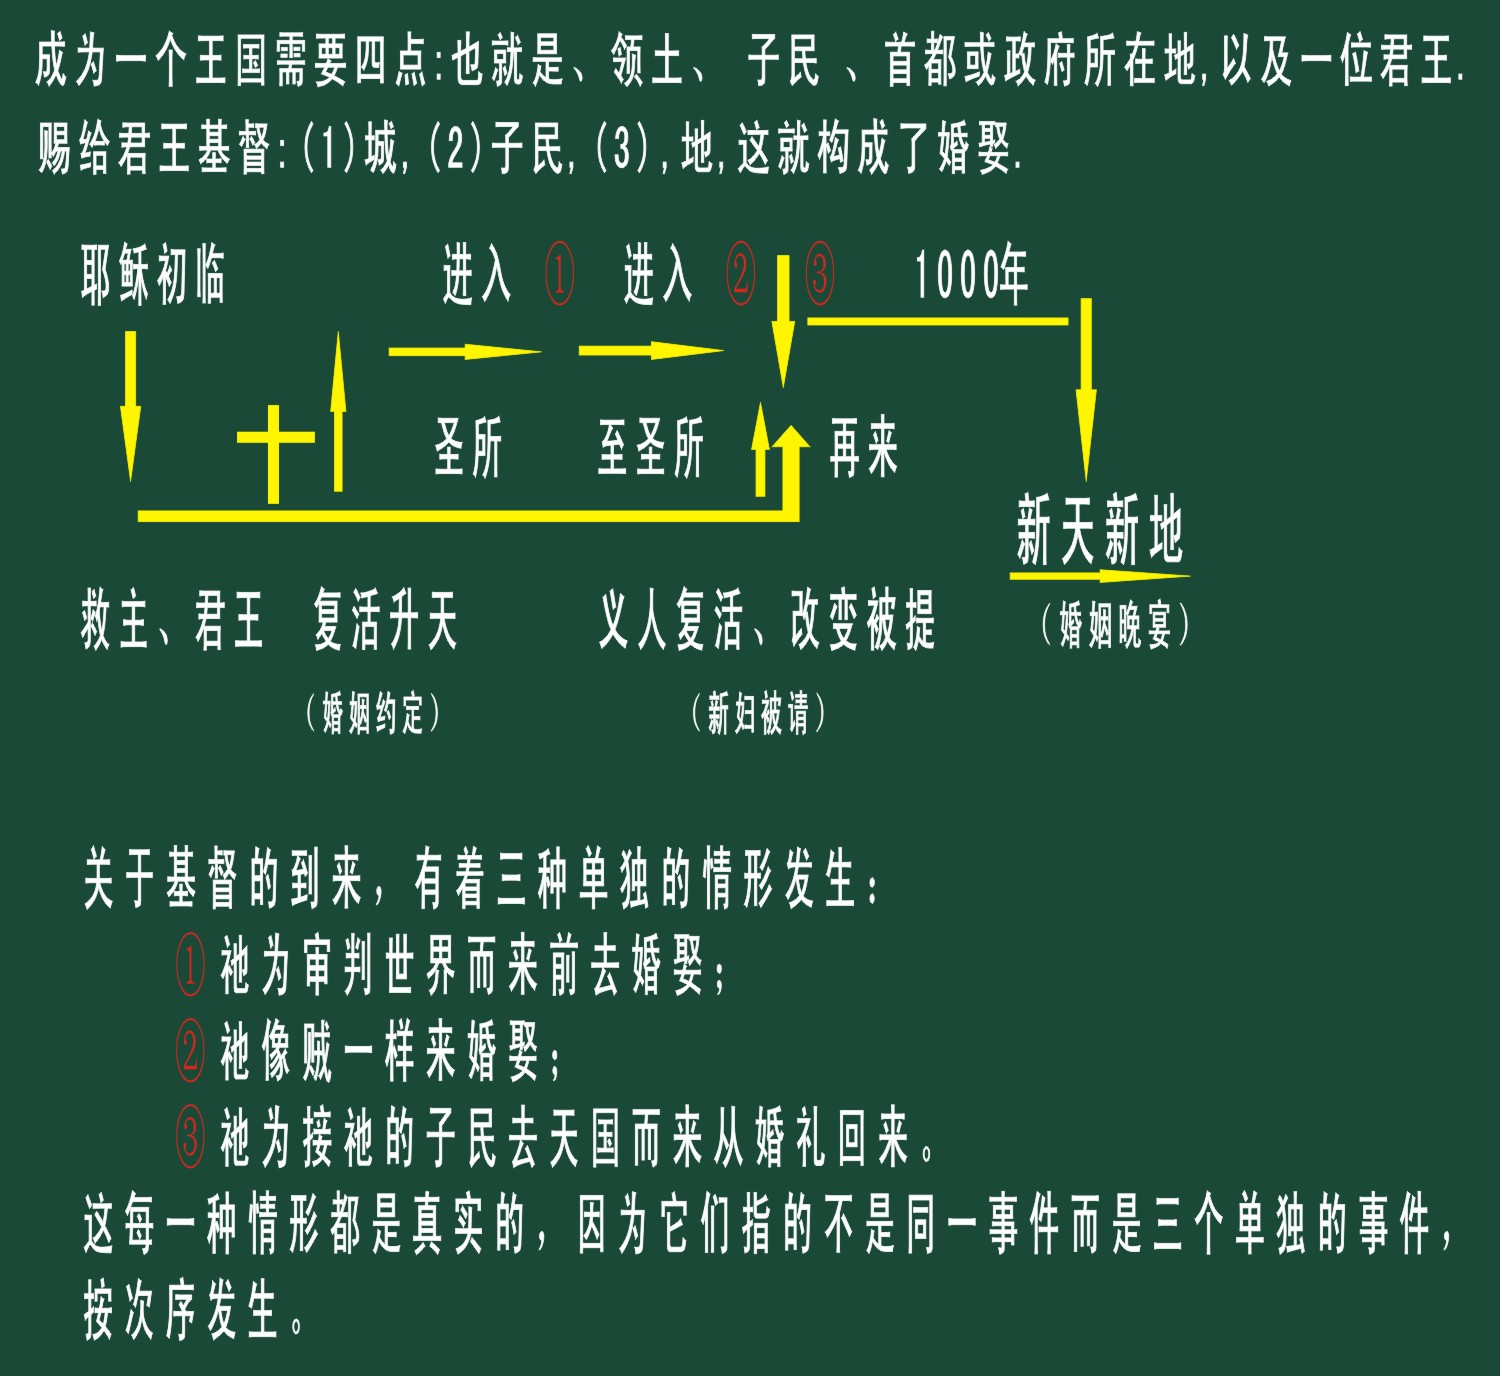 成为一个王国需要四点:也就是、领土、 子民 、首都或政府所在地,以及一位君王.
赐给君王基督:(1)城,(2)子民,(3),地,这就构成了婚娶.
耶稣初临 进入 ① 进入 ② ③ 1000年
圣所 至圣所 再来
新天新地
救主、君王 复活升天 义人复活、改变被提 (婚姻晚宴)
(婚姻约定) (新妇被请)
关于基督的到来，有着三种单独的情形发生：
①祂为审判世界而来前去婚娶；
②祂像贼一样来婚娶；
③祂为接祂的子民去天国而来从婚礼回来。
这每一种情形都是真实的，因为它们指的不是同一事件而是三个单独的事件，
按次序发生。